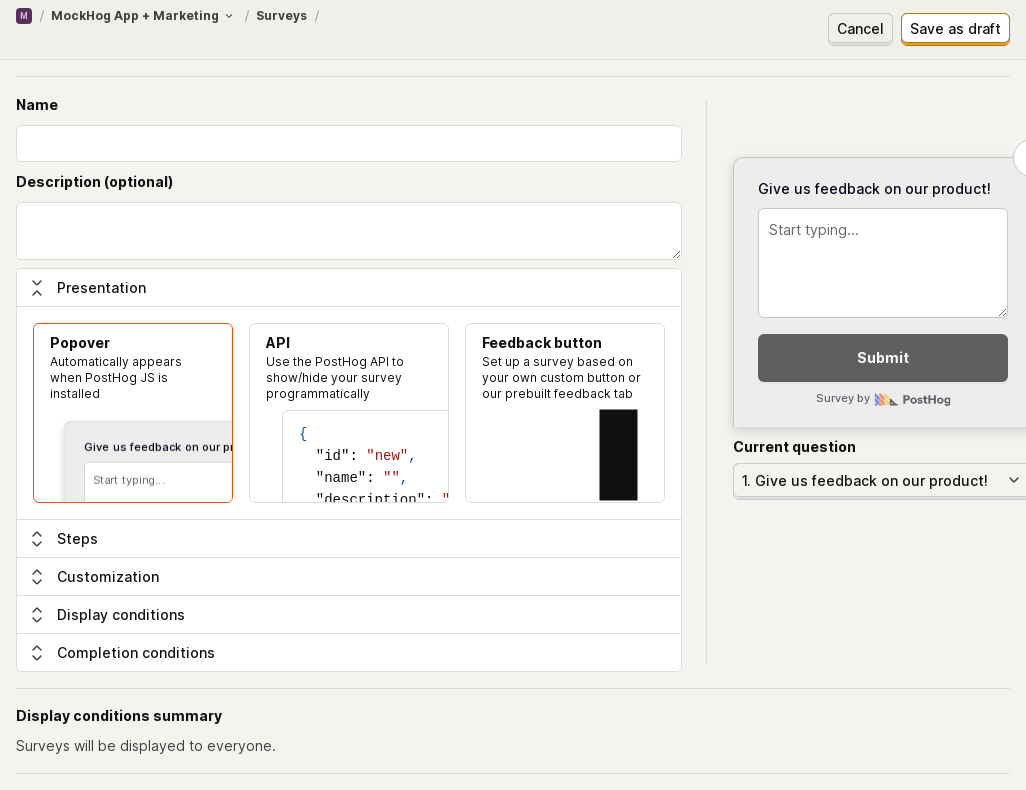 M / MockHog App + Marketing / Surveys /
Cancel
Save as draft
Name
Description (optional)
Presentation
Popover
Automatically appears
when PostHog JS is
installed
Give us feedback on our pr
Start typing...
API
Use the PostHog API to
show/hide your survey
programmatically
{
"id": "new",
"name": "",
"description": "
Feedback button
Set up a survey based on
your own custom button or
our prebuilt feedback tab
Steps
Customization
Display conditions
Completion conditions
Give us feedback on our product!
Start typing...
Submit
Survey by PostHog
Current question
1. Give us feedback on our product!
Display conditions summary
Surveys will be displayed to everyone.